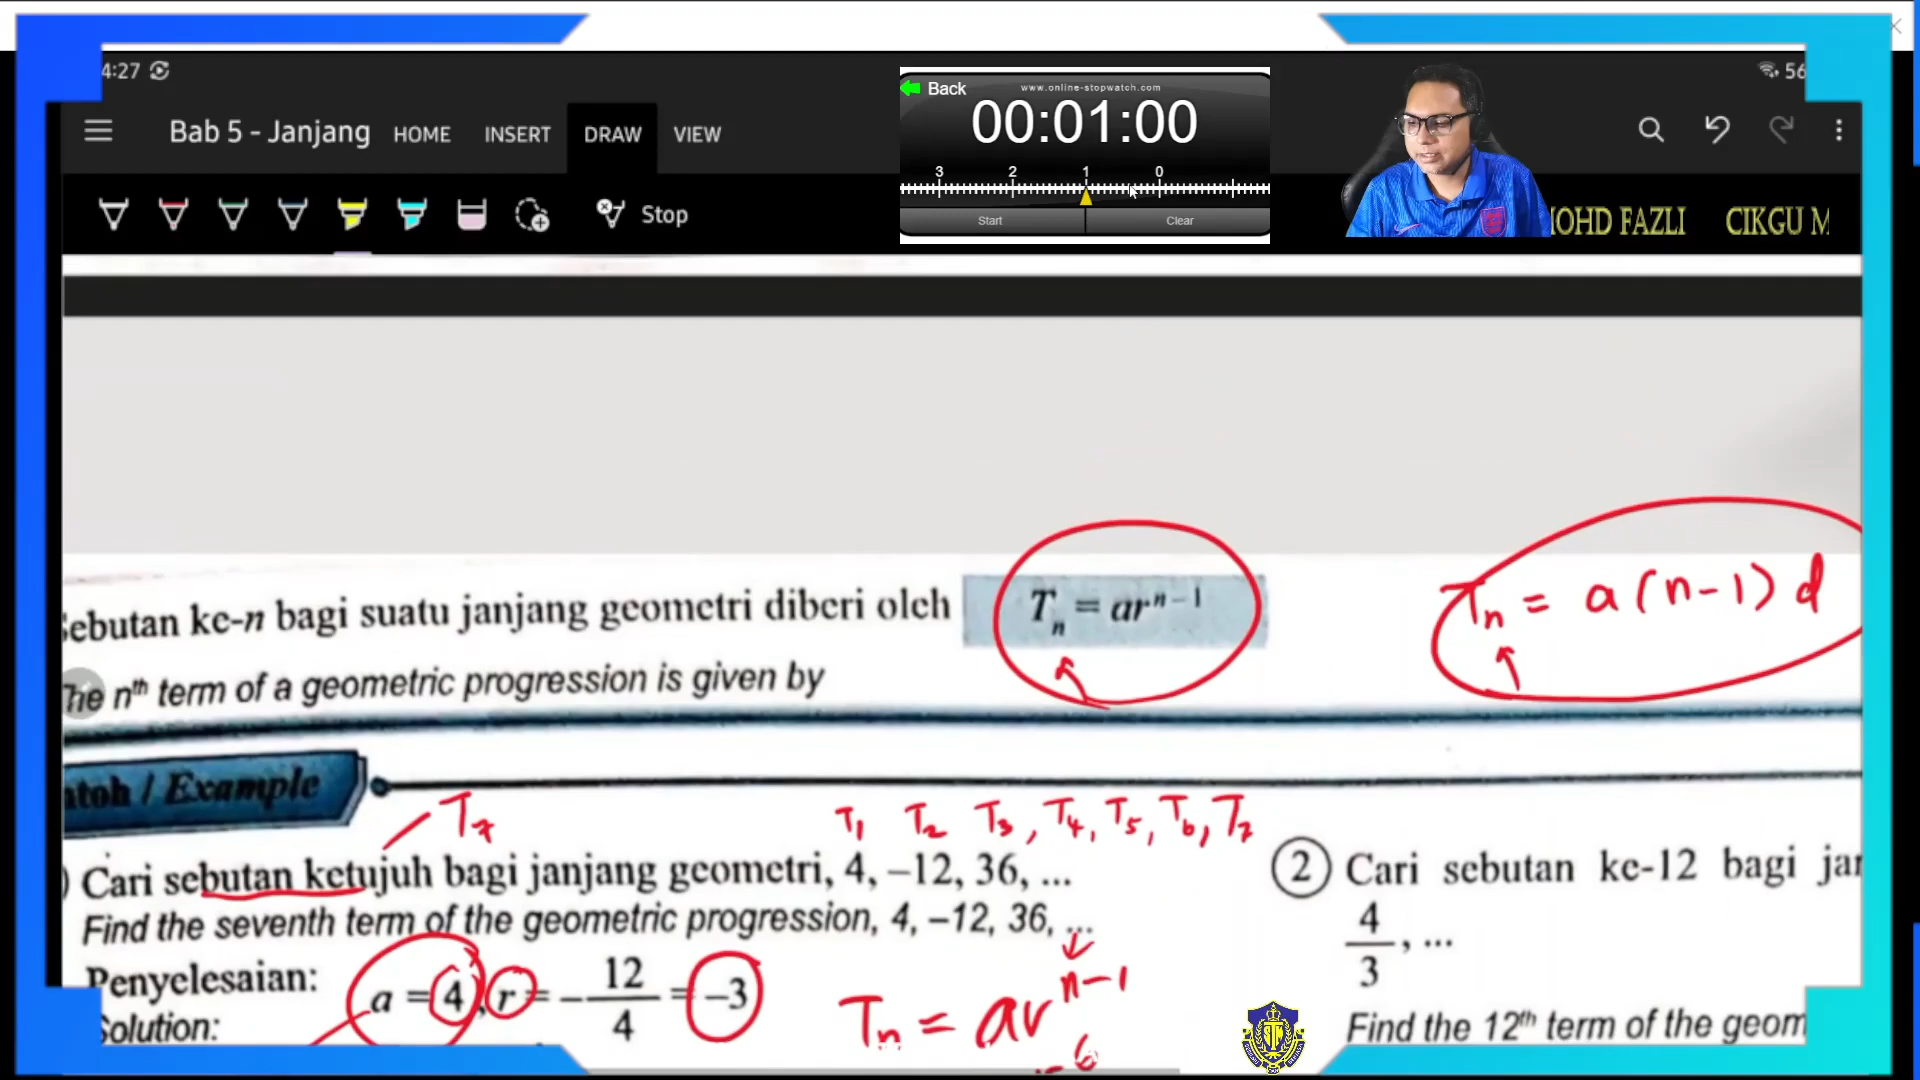 4:27
56
Back
www.online-stopwatch.com
00:01:00
3 2 1 0
Start Clear
Bab 5 - Janjang HOME INSERT DRAW VIEW
Stop
MOHD FAZLI CIKGU M
Sebutan ke-n bagi suatu janjang geometri diberi oleh Tn = ar^n – 1
Tn = a(n-1)d
The nth term of a geometric progression is given by
ntoh / Example
T7
T1 T2 T3, T4, T5, T6, T7
) Cari sebutan ketujuh bagi janjang geometri, 4, –12, 36, ...
Find the seventh term of the geometric progression, 4, –12, 36, ...
Penyelesaian:
Solution:
a = 4, r = –12/4 = –3
Tn = ar^n-1
-6
2 Cari sebutan ke-12 bagi jan
4/3, ...
Find the 12th term of the geom